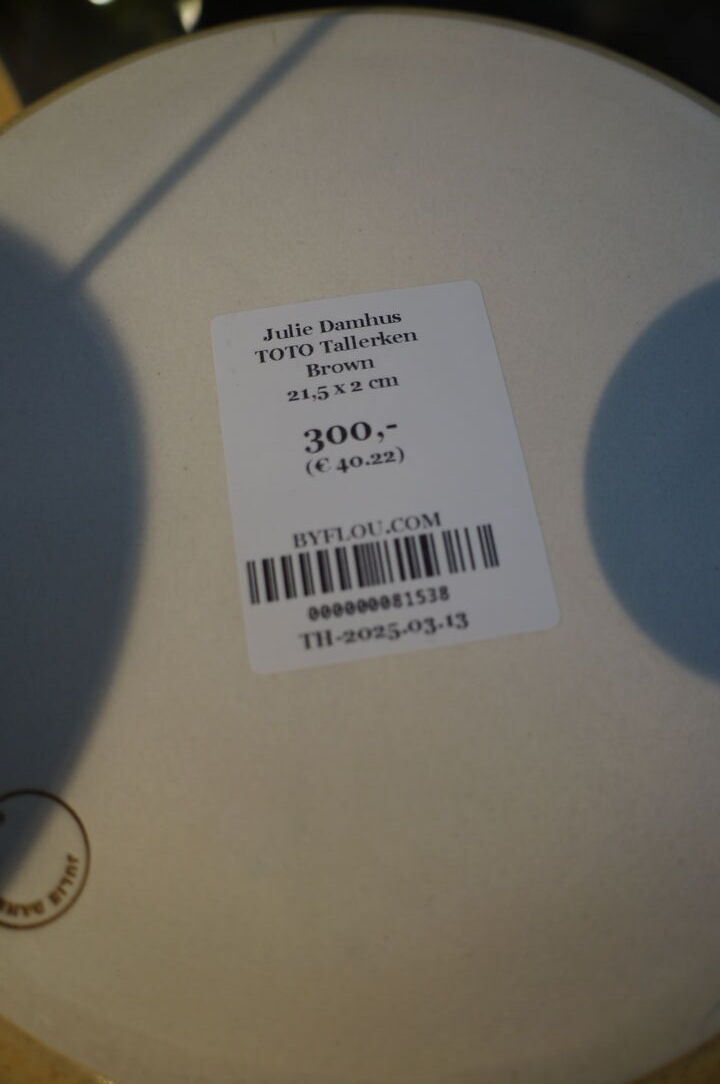 Julie Damhus
TOTO Tallerken
Brown
21,5 x 2 cm
300,-
(€ 40.22)
BYFLOU.COM
000000081538
TH-2025.03.13